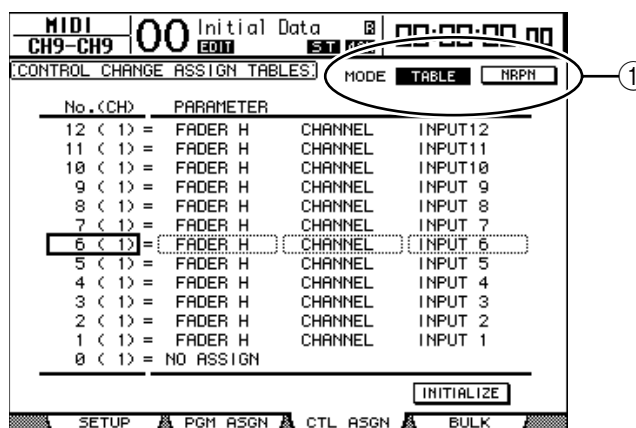 MIDI
CH9-CH9
00 Initial Data
EDIT
ST
00:00:00 00
CONTROL CHANGE ASSIGN TABLES
MODE TABLE NRPN
1
No.(CH) PARAMETER
12 ( 1) = FADER H CHANNEL INPUT12
11 ( 1) = FADER H CHANNEL INPUT11
10 ( 1) = FADER H CHANNEL INPUT10
9 ( 1) = FADER H CHANNEL INPUT 9
8 ( 1) = FADER H CHANNEL INPUT 8
7 ( 1) = FADER H CHANNEL INPUT 7
6 ( 1) = FADER H CHANNEL INPUT 6
5 ( 1) = FADER H CHANNEL INPUT 5
4 ( 1) = FADER H CHANNEL INPUT 4
3 ( 1) = FADER H CHANNEL INPUT 3
2 ( 1) = FADER H CHANNEL INPUT 2
1 ( 1) = FADER H CHANNEL INPUT 1
0 ( 1) = NO ASSIGN
INITIALIZE
SETUP PGM ASGN CTL ASGN BULK